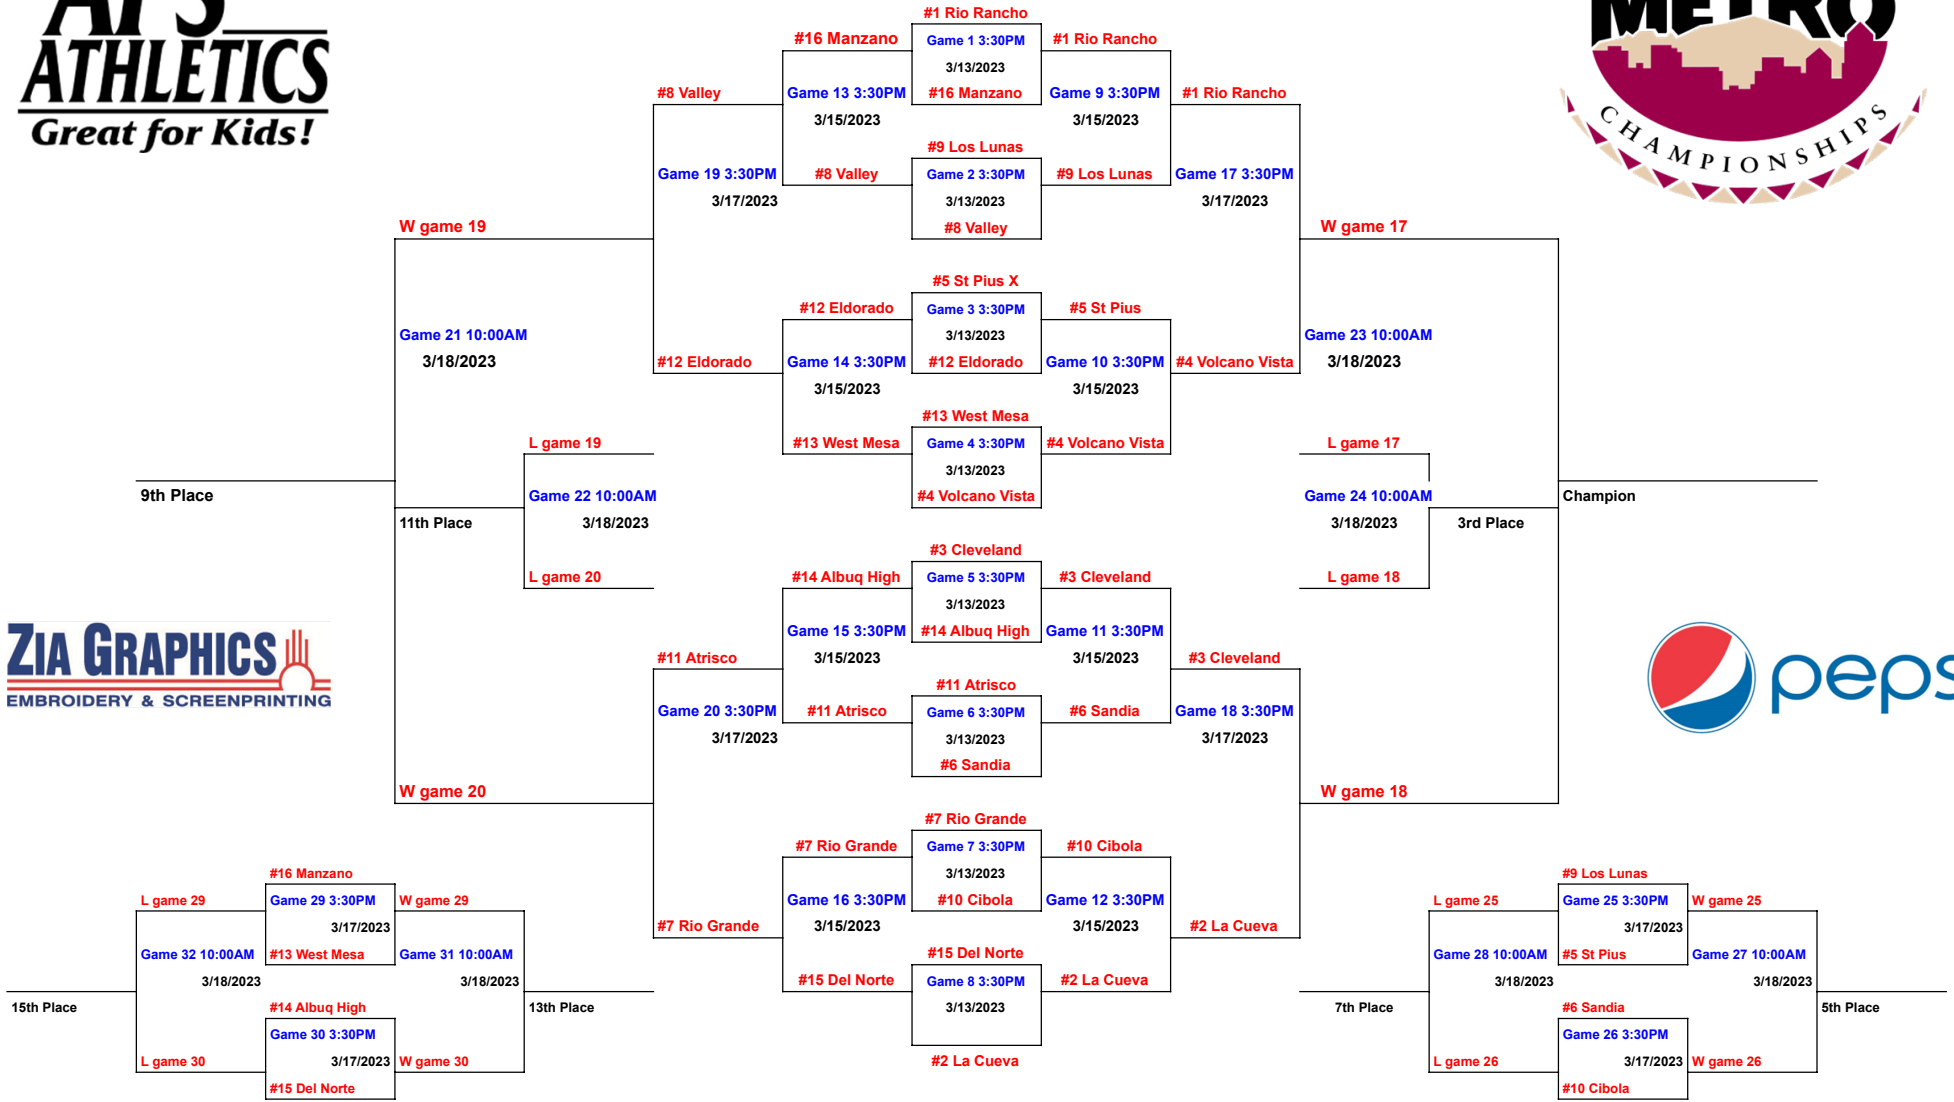 APS
ATHLETICS
Great for Kids!
METRO
CHAMPIONSHIPS
ZIA GRAPHICS
EMBROIDERY & SCREENPRINTING
peps
#1 Rio Rancho
Game 1 3:30PM
3/13/2023
#16 Manzano
#9 Los Lunas
Game 2 3:30PM
3/13/2023
#8 Valley
#5 St Pius X
Game 3 3:30PM
3/13/2023
#12 Eldorado
#13 West Mesa
Game 4 3:30PM
3/13/2023
#4 Volcano Vista
#3 Cleveland
Game 5 3:30PM
3/13/2023
#14 Albuq High
#11 Atrisco
Game 6 3:30PM
3/13/2023
#6 Sandia
#7 Rio Grande
Game 7 3:30PM
3/13/2023
#10 Cibola
#15 Del Norte
Game 8 3:30PM
3/13/2023
#2 La Cueva
#1 Rio Rancho
Game 9 3:30PM
3/15/2023
#9 Los Lunas
#5 St Pius
Game 10 3:30PM
3/15/2023
#4 Volcano Vista
#3 Cleveland
Game 11 3:30PM
3/15/2023
#6 Sandia
#10 Cibola
Game 12 3:30PM
3/15/2023
#2 La Cueva
#16 Manzano
Game 13 3:30PM
3/15/2023
#8 Valley
#12 Eldorado
Game 14 3:30PM
3/15/2023
#13 West Mesa
#14 Albuq High
Game 15 3:30PM
3/15/2023
#11 Atrisco
#7 Rio Grande
Game 16 3:30PM
3/15/2023
#15 Del Norte
#1 Rio Rancho
Game 17 3:30PM
3/17/2023
#4 Volcano Vista
#3 Cleveland
Game 18 3:30PM
3/17/2023
#2 La Cueva
#8 Valley
Game 19 3:30PM
3/17/2023
#12 Eldorado
#11 Atrisco
Game 20 3:30PM
3/17/2023
#7 Rio Grande
W game 19
Game 21 10:00AM
3/18/2023
W game 20
9th Place
L game 19
Game 22 10:00AM
3/18/2023
L game 20
11th Place
W game 17
Game 23 10:00AM
3/18/2023
W game 18
Champion
L game 17
Game 24 10:00AM
3/18/2023
L game 18
3rd Place
#16 Manzano
Game 29 3:30PM
3/17/2023
#13 West Mesa
#14 Albuq High
Game 30 3:30PM
3/17/2023
#15 Del Norte
L game 29
Game 32 10:00AM
3/18/2023
L game 30
15th Place
W game 29
Game 31 10:00AM
3/18/2023
W game 30
13th Place
#9 Los Lunas
Game 25 3:30PM
3/17/2023
#5 St Pius
#6 Sandia
Game 26 3:30PM
3/17/2023
#10 Cibola
L game 25
Game 28 10:00AM
3/18/2023
L game 26
7th Place
W game 25
Game 27 10:00AM
3/18/2023
W game 26
5th Place